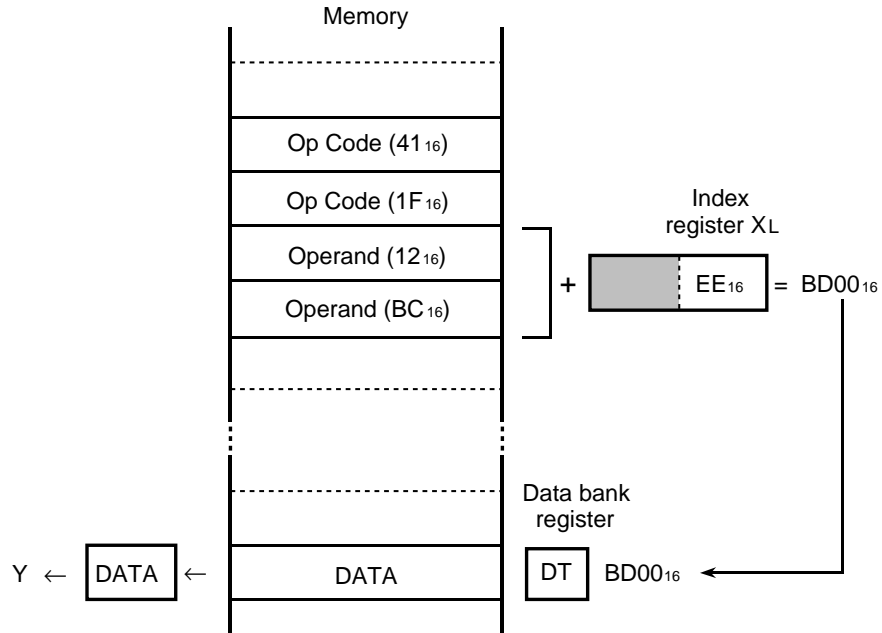 Memory
Op Code (41₁₆)
Op Code (1F₁₆)
Operand (12₁₆)
Operand (BC₁₆)
Index
register XL
+ EE₁₆ = BD00₁₆
Data bank
register
Y ← DATA ← DATA DT BD00₁₆